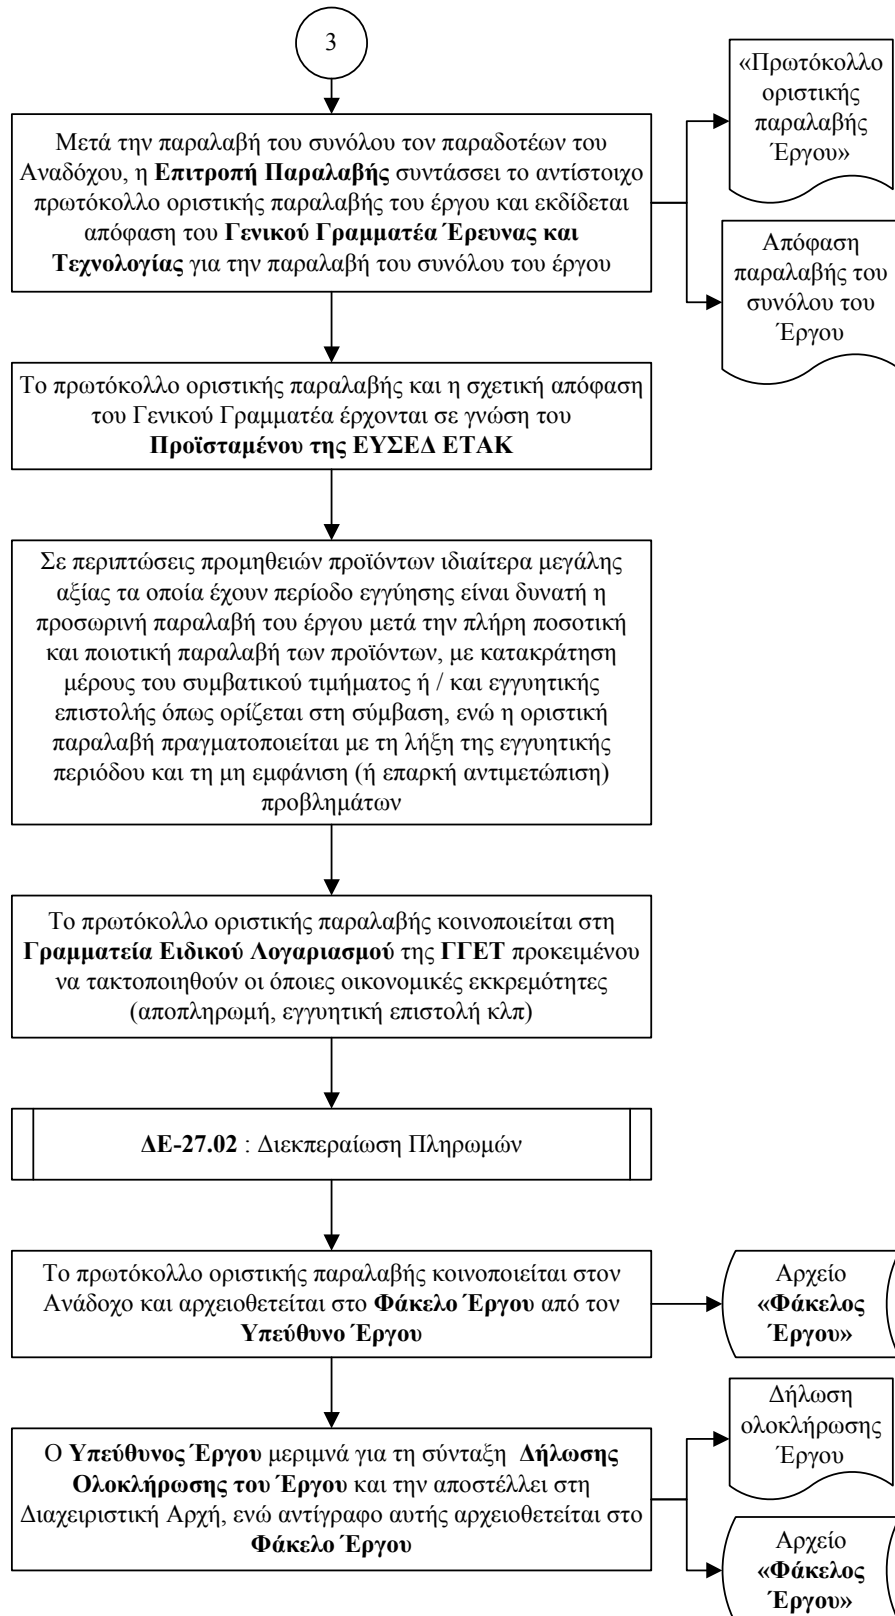 3
Μετά την παραλαβή του συνόλου τον παραδοτέων του
Αναδόχου, η Επιτροπή Παραλαβής συντάσσει το αντίστοιχο
πρωτόκολλο οριστικής παραλαβής του έργου και εκδίδεται
απόφαση του Γενικού Γραμματέα Έρευνας και
Τεχνολογίας για την παραλαβή του συνόλου του έργου
«Πρωτόκολλο
οριστικής
παραλαβής
Έργου»
Απόφαση
παραλαβής του
συνόλου του
Έργου
Το πρωτόκολλο οριστικής παραλαβής και η σχετική απόφαση
του Γενικού Γραμματέα έρχονται σε γνώση του
Προϊσταμένου της ΕΥΣΕΔ ΕΤΑΚ
Σε περιπτώσεις προμηθειών προϊόντων ιδιαίτερα μεγάλης
αξίας τα οποία έχουν περίοδο εγγύησης είναι δυνατή η
προσωρινή παραλαβή του έργου μετά την πλήρη ποσοτική
και ποιοτική παραλαβή των προϊόντων, με κατακράτηση
μέρους του συμβατικού τιμήματος ή / και εγγυητικής
επιστολής όπως ορίζεται στη σύμβαση, ενώ η οριστική
παραλαβή πραγματοποιείται με τη λήξη της εγγυητικής
περιόδου και τη μη εμφάνιση (ή επαρκή αντιμετώπιση)
προβλημάτων
Το πρωτόκολλο οριστικής παραλαβής κοινοποιείται στη
Γραμματεία Ειδικού Λογαριασμού της ΓΓΕΤ προκειμένου
να τακτοποιηθούν οι όποιες οικονομικές εκκρεμότητες
(αποπληρωμή, εγγυητική επιστολή κλπ)
ΔΕ-27.02 : Διεκπεραίωση Πληρωμών
Το πρωτόκολλο οριστικής παραλαβής κοινοποιείται στον
Ανάδοχο και αρχειοθετείται στο Φάκελο Έργου από τον
Υπεύθυνο Έργου
Αρχείο
«Φάκελος
Έργου»
Ο Υπεύθυνος Έργου μεριμνά για τη σύνταξη Δήλωσης
Ολοκλήρωσης του Έργου και την αποστέλλει στη
Διαχειριστική Αρχή, ενώ αντίγραφο αυτής αρχειοθετείται στο
Φάκελο Έργου
Δήλωση
ολοκλήρωσης
Έργου
Αρχείο
«Φάκελος
Έργου»